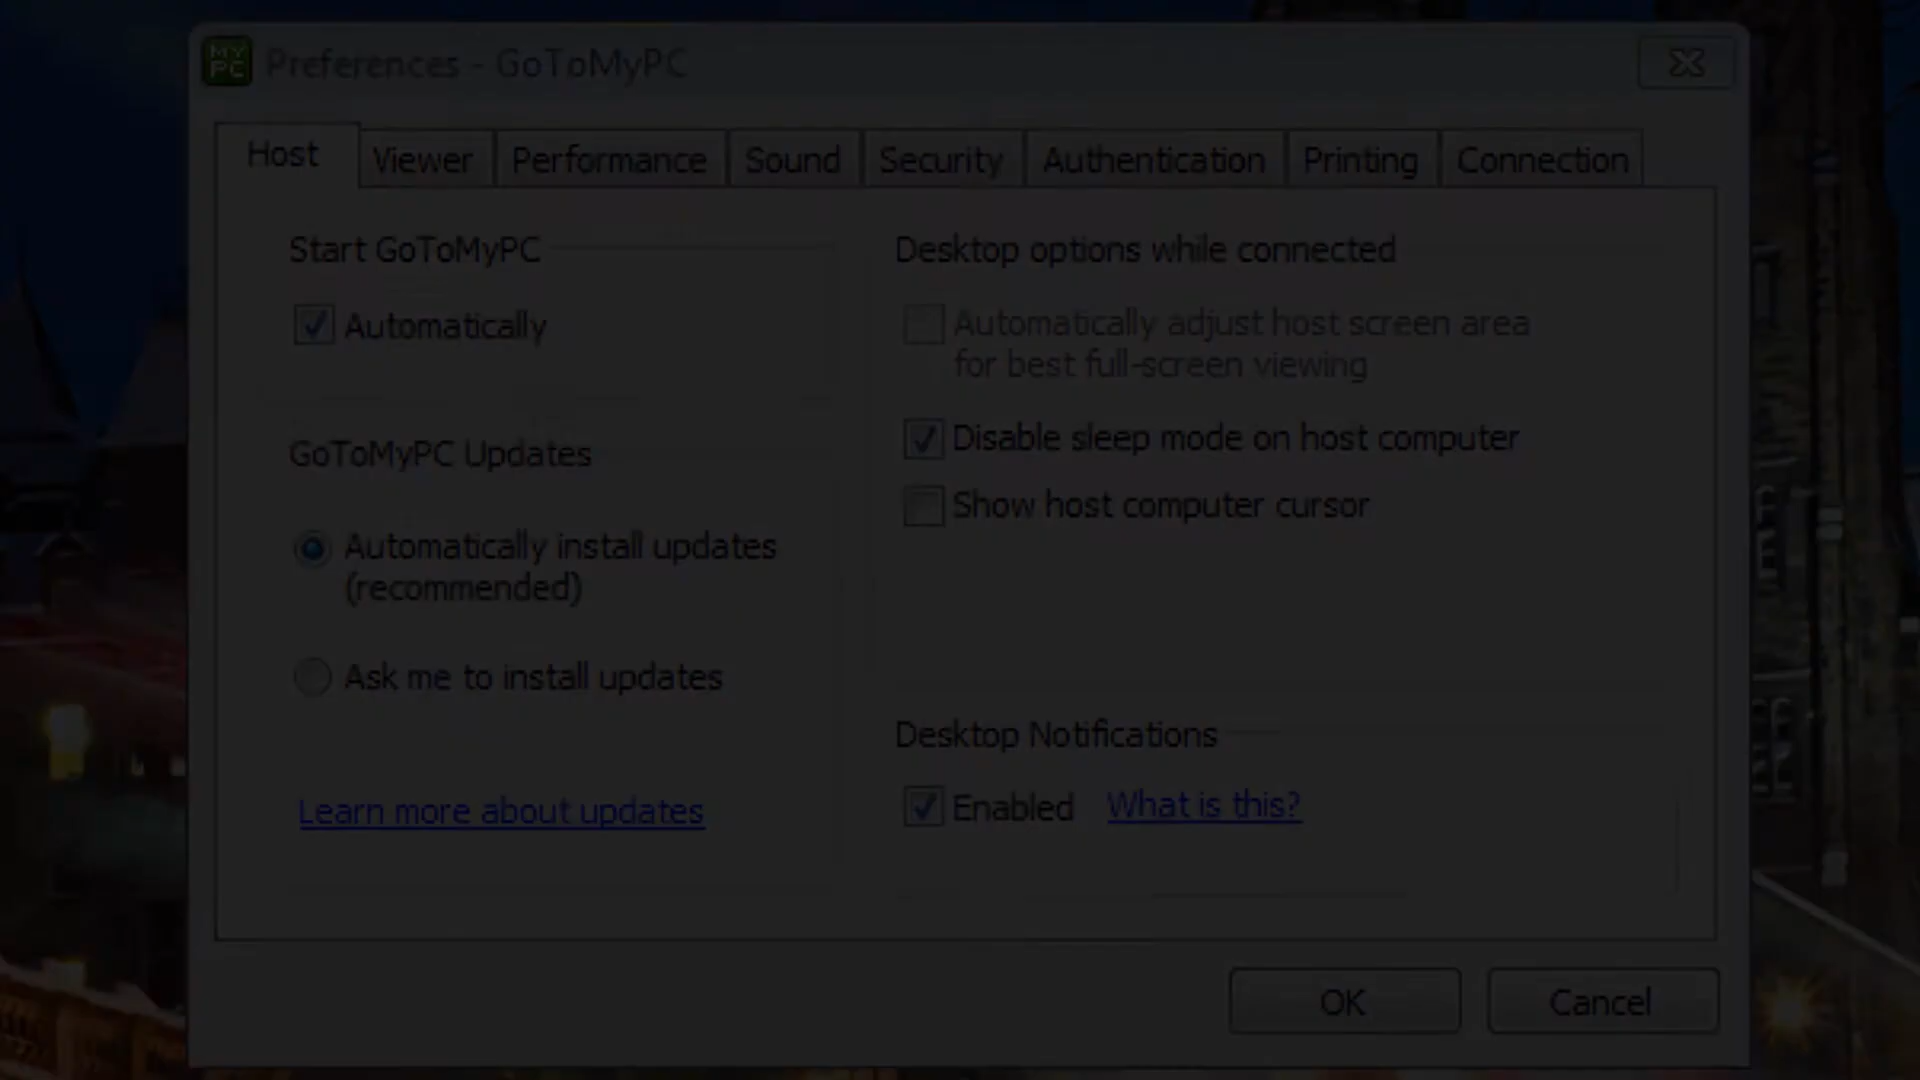 MY
PC
Preferences - GoToMyPC
Host
Viewer
Performance
Sound
Security
Authentication
Printing
Connection
Start GoToMyPC
Automatically
GoToMyPC Updates
Automatically install updates
(recommended)
Ask me to install updates
Learn more about updates
Desktop options while connected
Automatically adjust host screen area
for best full-screen viewing
Disable sleep mode on host computer
Show host computer cursor
Desktop Notifications
Enabled
What is this?
OK
Cancel